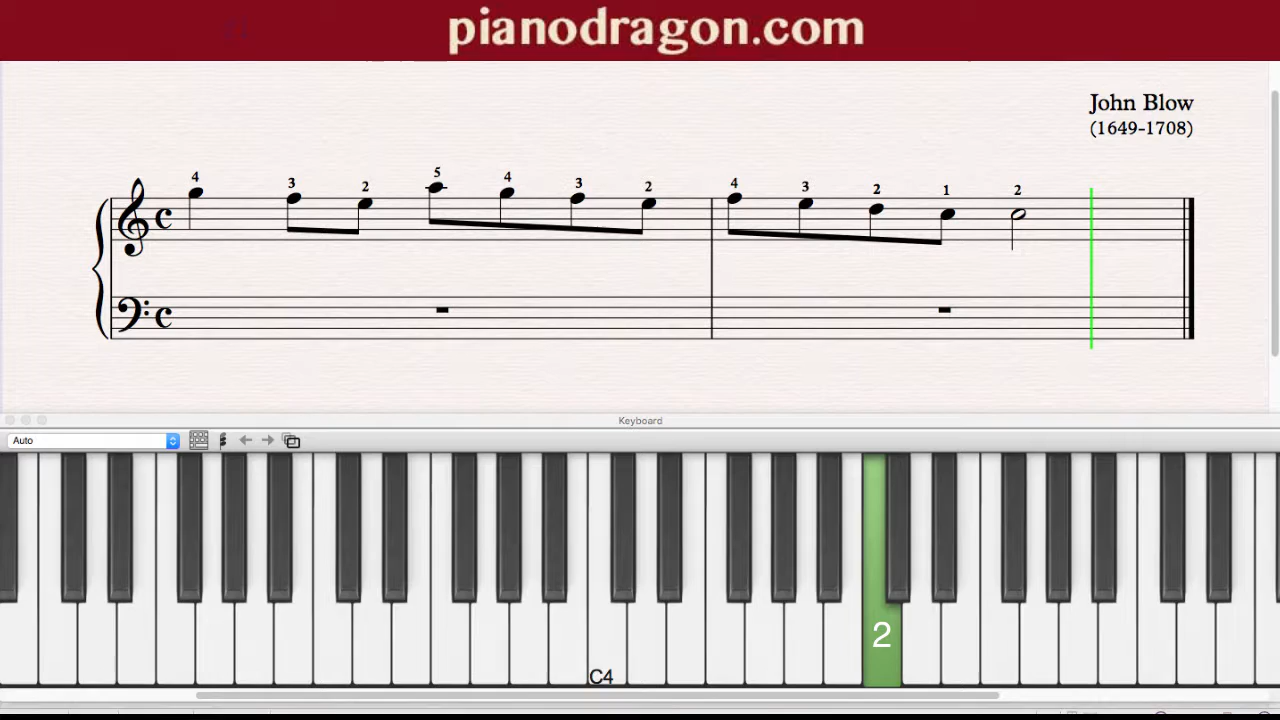 pianodragon.com
John Blow
(1649-1708)
4 3 2 5 4 3 2 4 3 2 1 2
Keyboard
Auto
2
C4